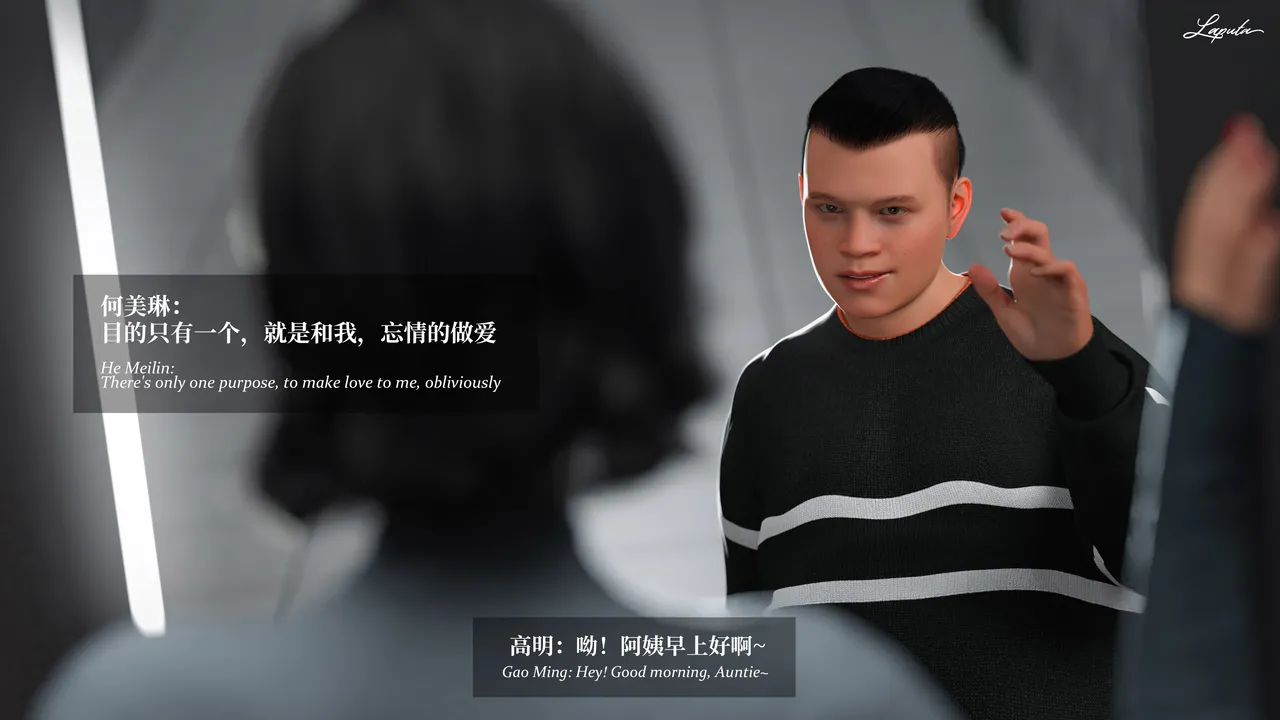 Laputa
何美琳：
目的只有一个，就是和我，忘情的做爱
He Meilin:
There's only one purpose, to make love to me, obliviously
高明：呦！阿姨早上好啊~
Gao Ming: Hey! Good morning, Auntie~